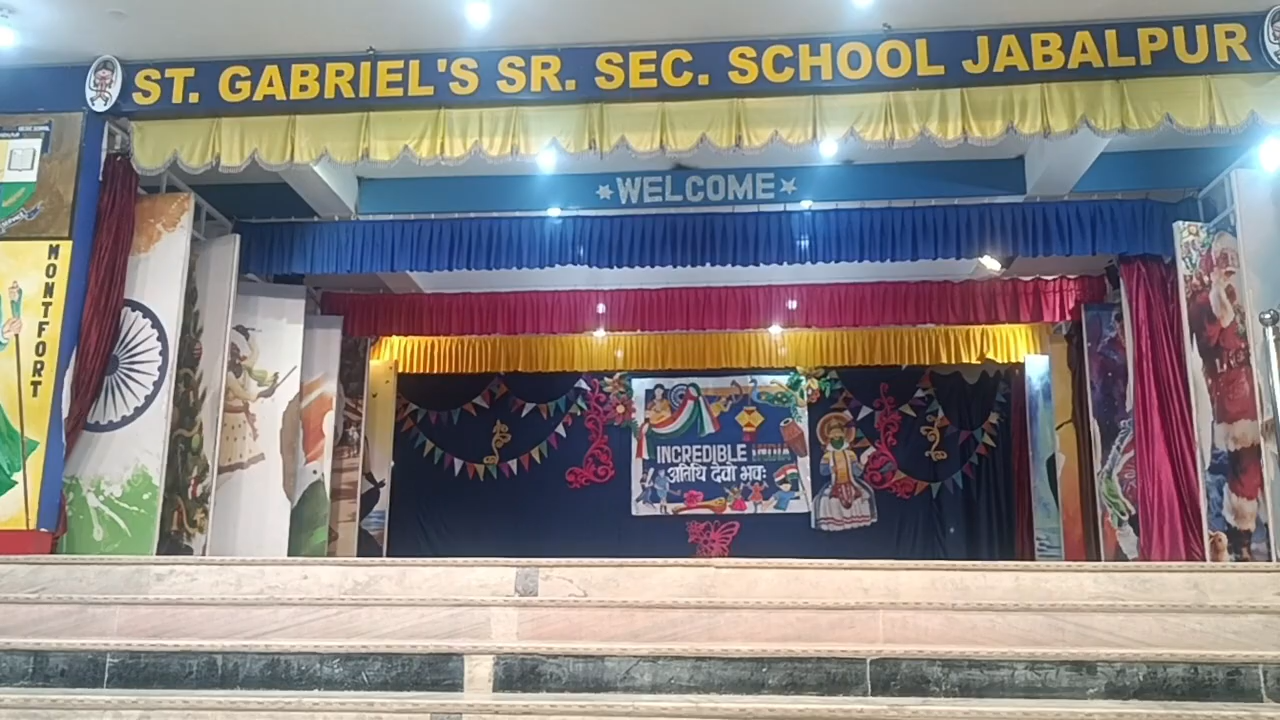 ST. GABRIEL'S SR. SEC. SCHOOL JABALPUR
WELCOME
MONTFORT
INCREDIBLE INDIA
अतिथि देवो भवः